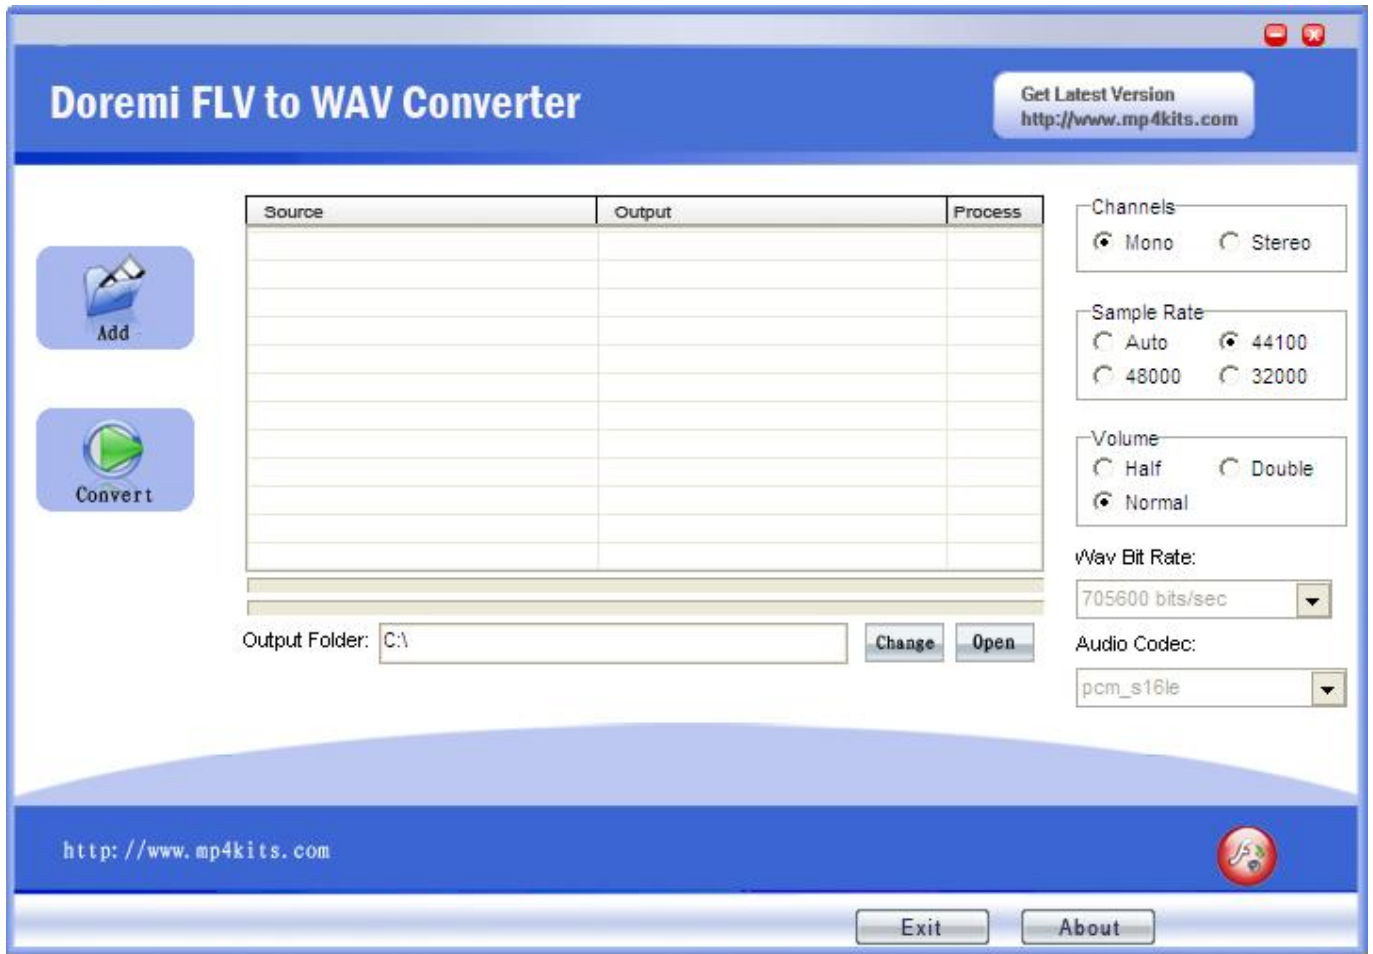 Doremi FLV to WAV Converter
Get Latest Version
http://www.mp4kits.com
Source Output Process
Add
Convert
Output Folder: C:\ Change Open
Channels
Mono Stereo
Sample Rate
Auto 44100
48000 32000
Volume
Half Double
Normal
Wav Bit Rate:
705600 bits/sec
Audio Codec:
pcm_s16le
http://www.mp4kits.com
Exit About